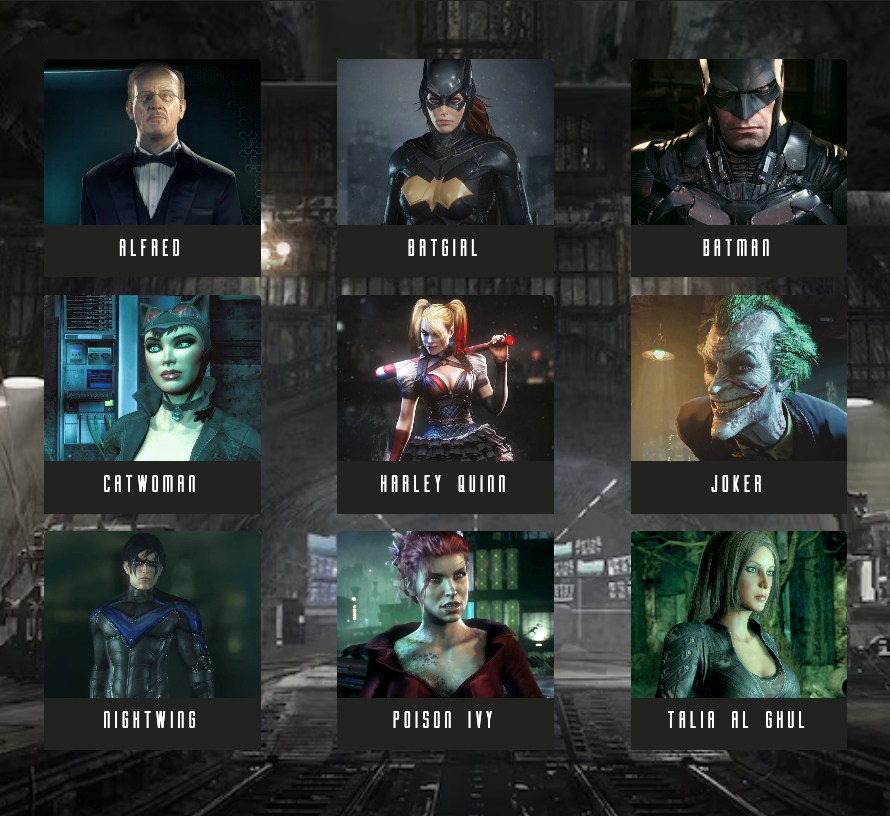 ALFRED
BATGIRL
BATMAN
CATWOMAN
HARLEY QUINN
JOKER
NIGHTWING
POISON IVY
TALIA AL GHUL